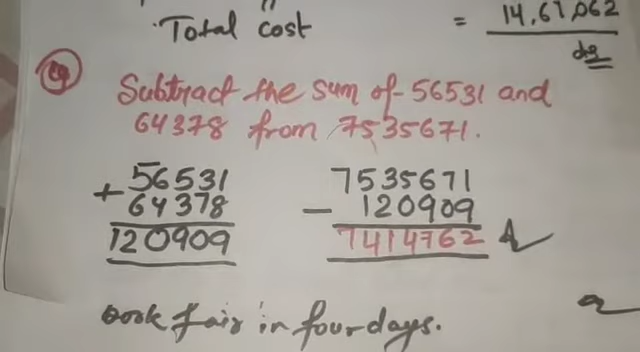 Total cost = 14,67,062
Subtract the sum of 56531 and
64378 from 7535671.
56531 7535671
+ 64378 - 120909
120909 7414762
book fair in four days.